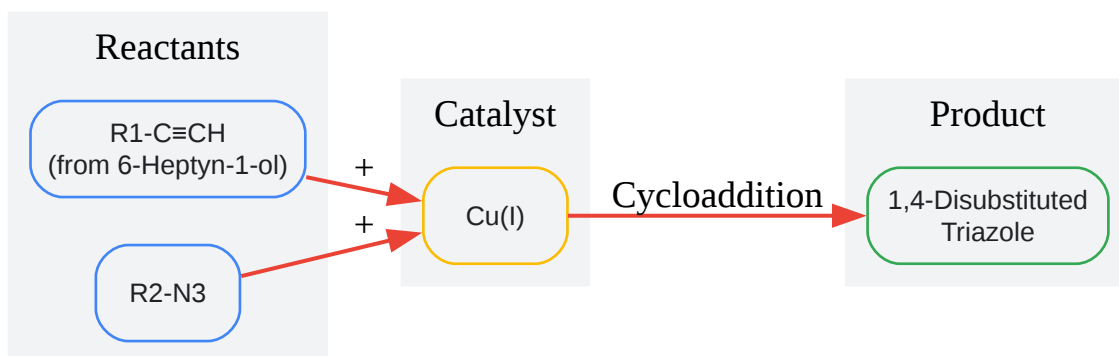 Reactants
R1-C≡CH
(from 6-Heptyn-1-ol)
R2-N3
+
+
Catalyst
Cu(I)
Cycloaddition
Product
1,4-Disubstituted
Triazole